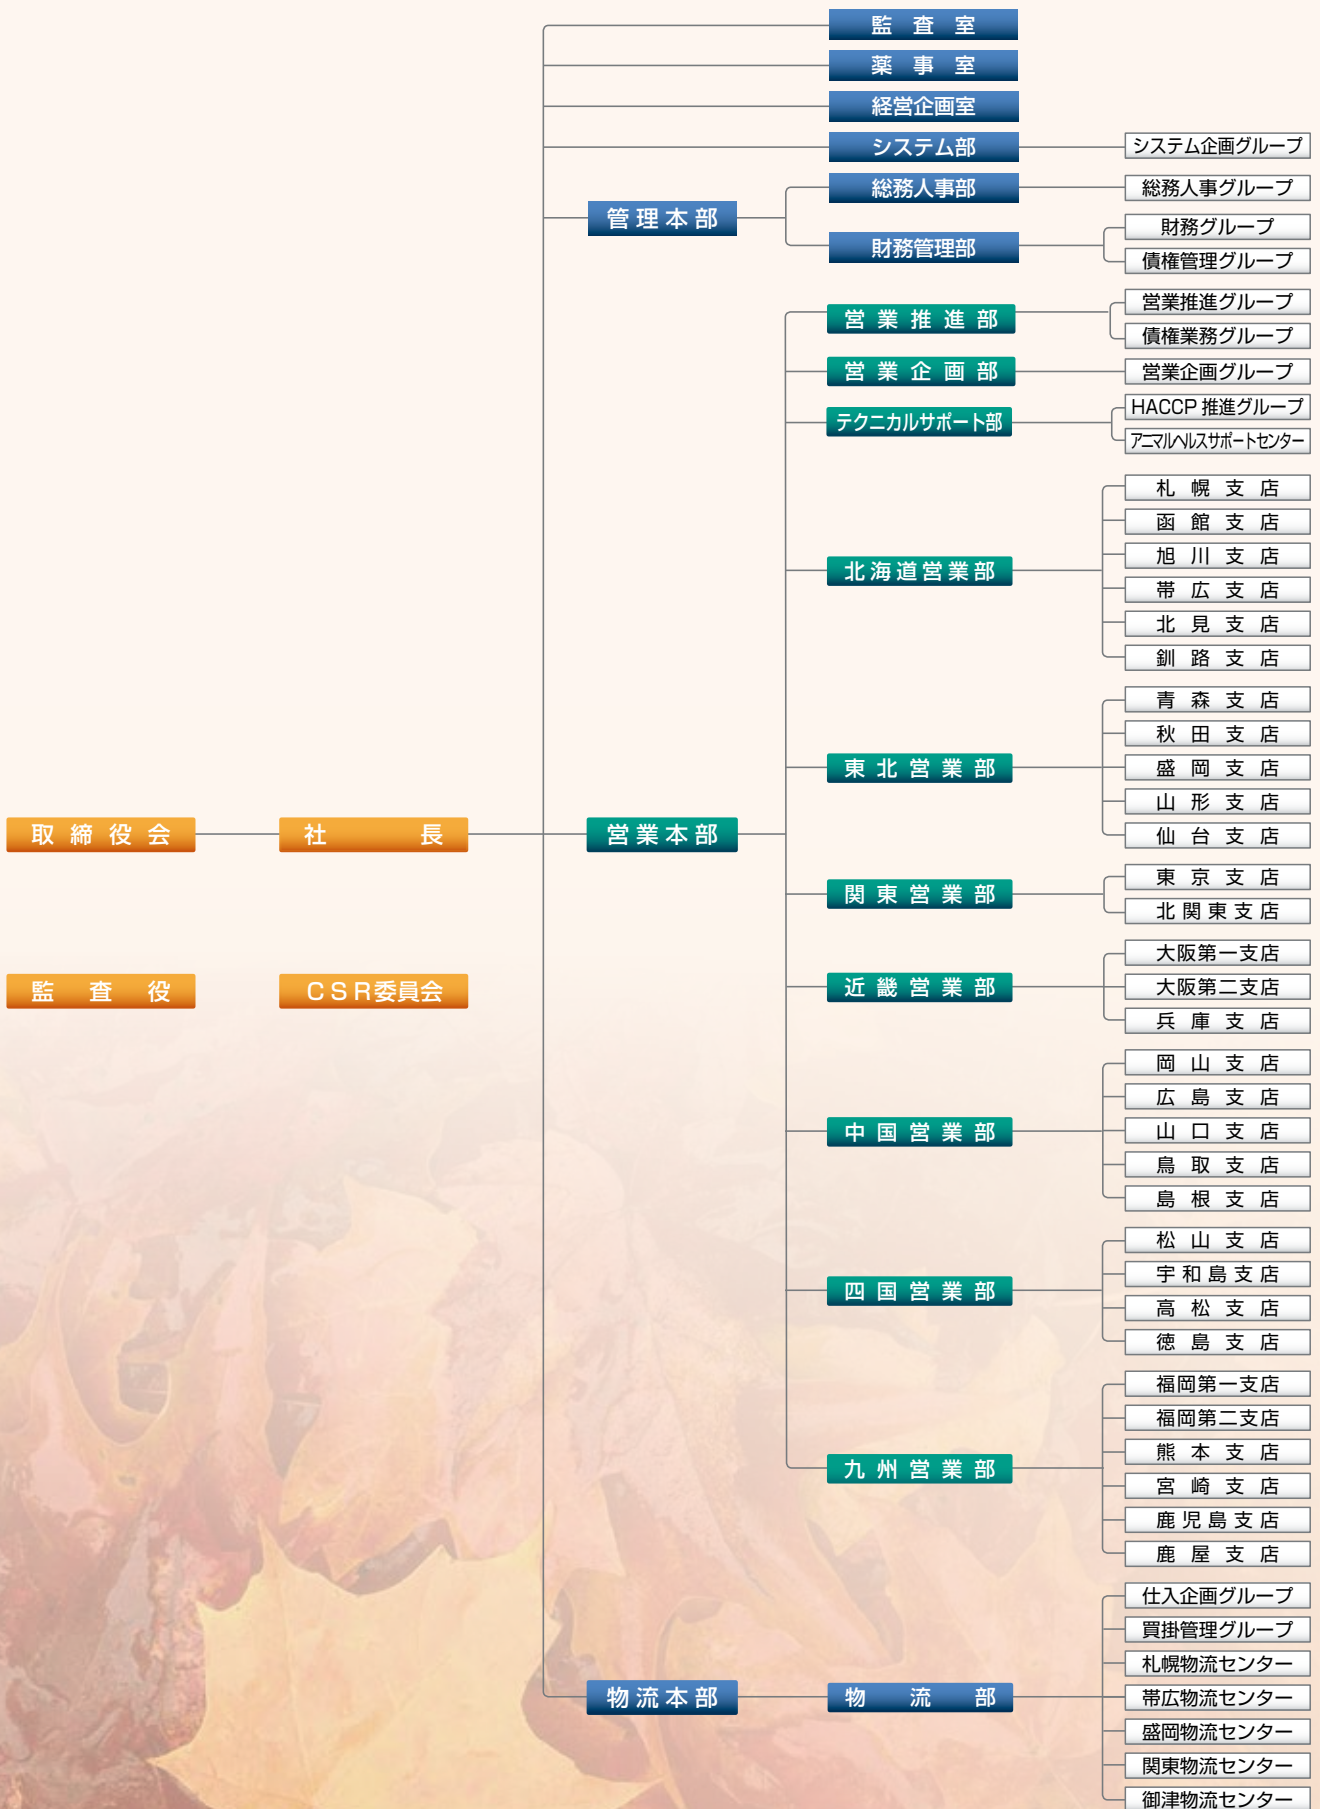 監査室
薬事室
経営企画室
システム部
システム企画グループ
管理本部
総務人事部
総務人事グループ
財務管理部
財務グループ
債権管理グループ
取締役会
社長
監査役
CSR委員会
営業本部
営業推進部
営業推進グループ
債権業務グループ
営業企画部
営業企画グループ
テクニカルサポート部
HACCP推進グループ
アニマルヘルスサポートセンター
北海道営業部
札幌支店
函館支店
旭川支店
帯広支店
北見支店
釧路支店
東北営業部
青森支店
秋田支店
盛岡支店
山形支店
仙台支店
関東営業部
東京支店
北関東支店
近畿営業部
大阪第一支店
大阪第二支店
兵庫支店
中国営業部
岡山支店
広島支店
山口支店
鳥取支店
島根支店
四国営業部
松山支店
宇和島支店
高松支店
徳島支店
九州営業部
福岡第一支店
福岡第二支店
熊本支店
宮崎支店
鹿児島支店
鹿屋支店
物流本部
物流部
仕入企画グループ
買掛管理グループ
札幌物流センター
帯広物流センター
盛岡物流センター
関東物流センター
御津物流センター